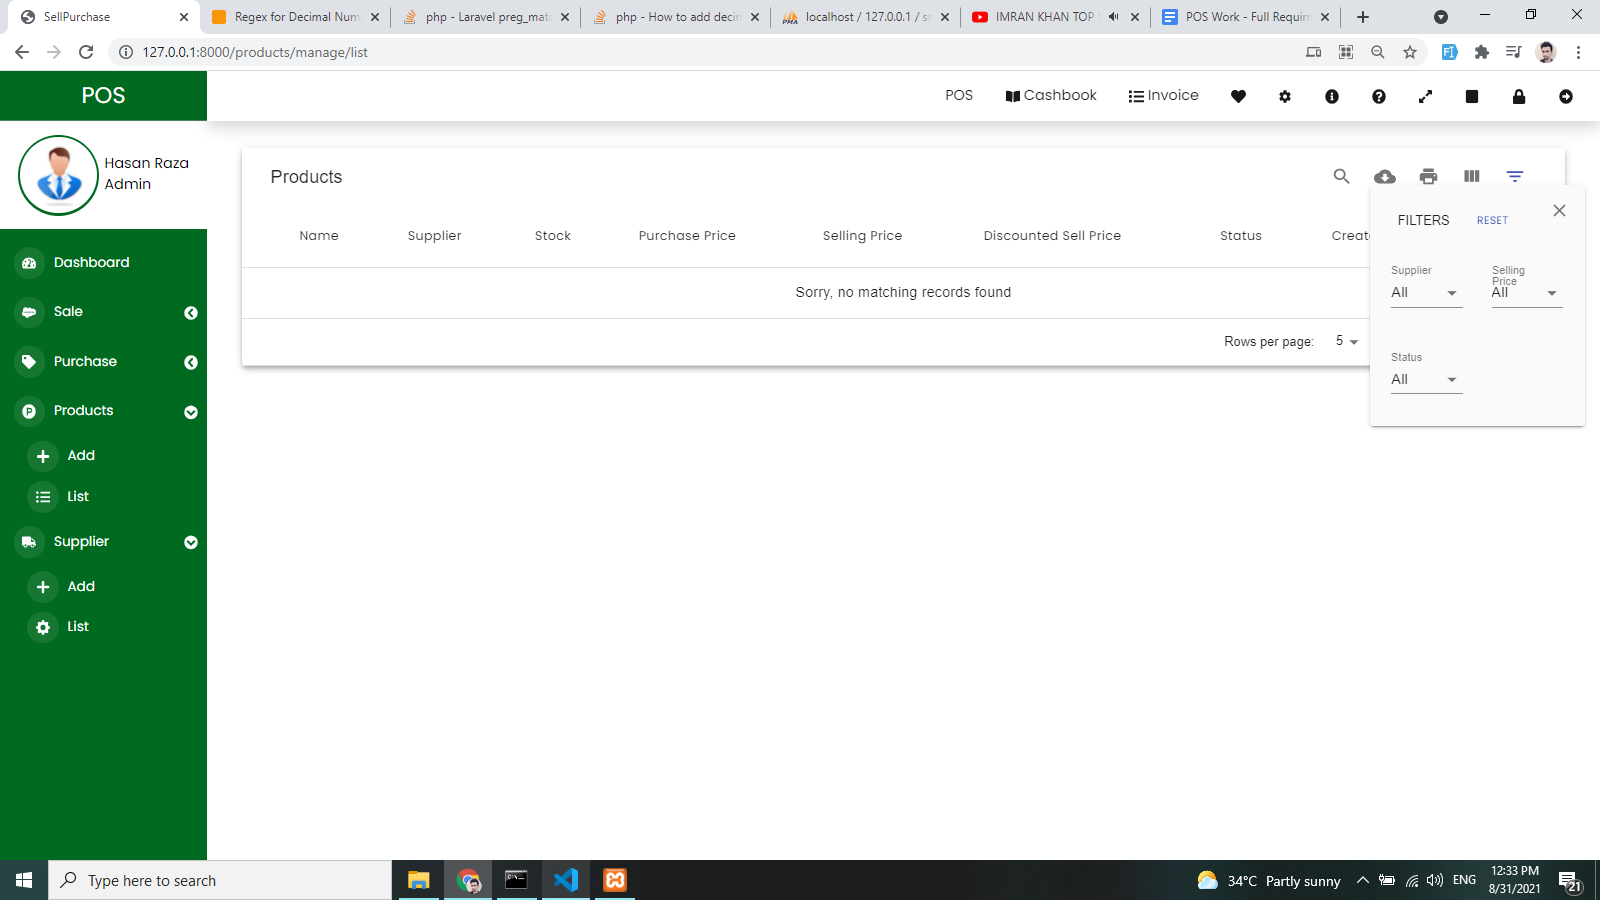 SellPurchase
Regex for Decimal Num
php - Laravel preg_mat
php - How to add decin
localhost / 127.0.0.1 / sr
IMRAN KHAN TOP
POS Work - Full Requirm
127.0.0.1:8000/products/manage/list
POS
POS
Cashbook
Invoice
Hasan Raza
Admin
Dashboard
Sale
Purchase
Products
Add
List
Supplier
Add
List
Products
Name
Supplier
Stock
Purchase Price
Selling Price
Discounted Sell Price
Status
Create
Sorry, no matching records found
Rows per page:
5
FILTERS
RESET
Supplier
All
Selling
Price
All
Status
All
Type here to search
34°C Partly sunny
ENG
12:33 PM
8/31/2021
21